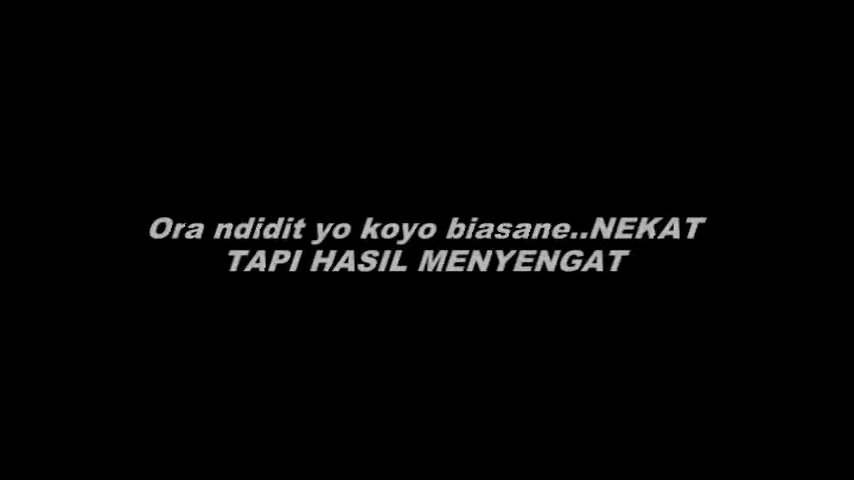 Ora ndidit yo koyo biasane..NEKAT
TAPI HASIL MENYENGAT